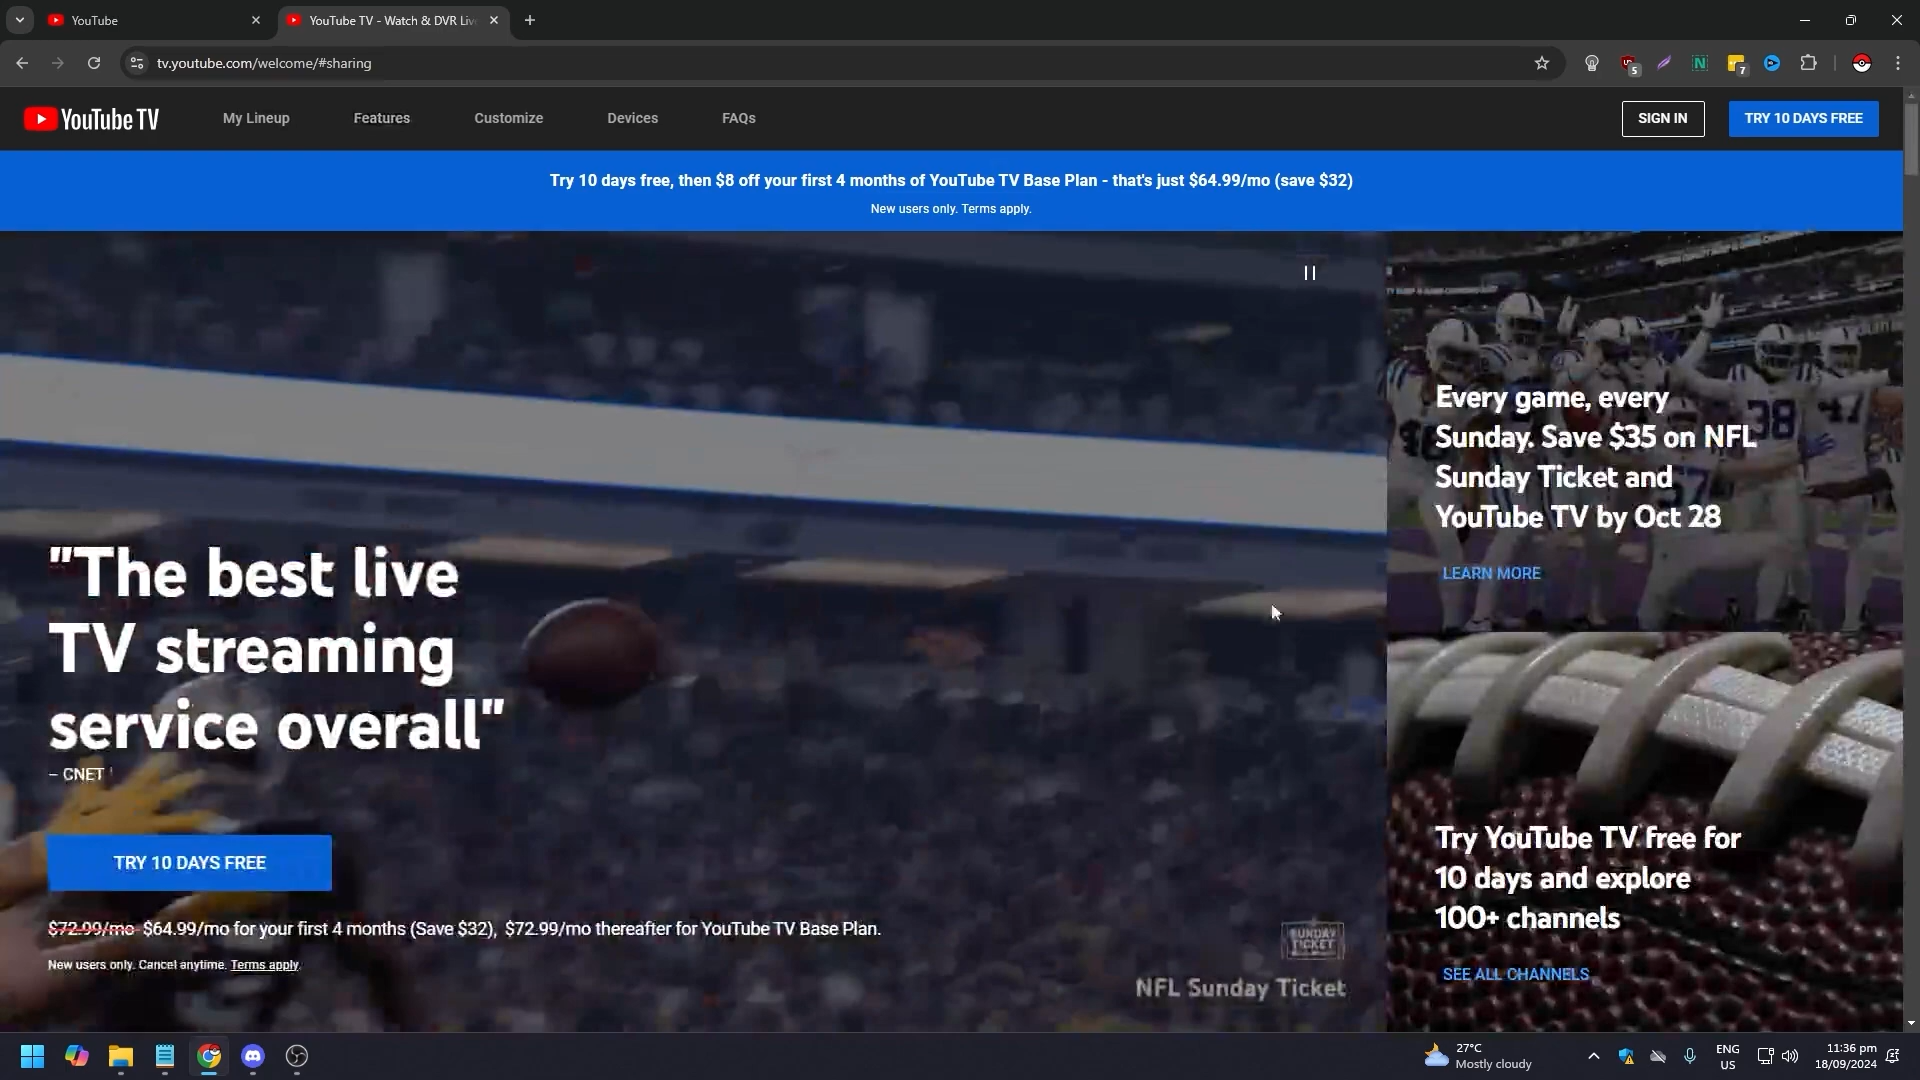 YouTube
YouTube TV - Watch & DVR Liv
tv.youtube.com/welcome/#sharing
5
N
7
YouTube TV
My Lineup
Features
Customize
Devices
FAQs
SIGN IN
TRY 10 DAYS FREE
Try 10 days free, then $8 off your first 4 months of YouTube TV Base Plan - that's just $64.99/mo (save $32)
New users only. Terms apply.
"The best live
TV streaming
service overall"
– CNET
TRY 10 DAYS FREE
$72.99/mo $64.99/mo for your first 4 months (Save $32), $72.99/mo thereafter for YouTube TV Base Plan.
New users only. Cancel anytime. Terms apply.
SUNDAY
TICKET
NFL Sunday Ticket
38
47
Every game, every
Sunday. Save $35 on NFL
Sunday Ticket and
YouTube TV by Oct 28
LEARN MORE
Try YouTube TV free for
10 days and explore
100+ channels
SEE ALL CHANNELS
27°C
Mostly cloudy
ENG
US
11:36 pm
18/09/2024